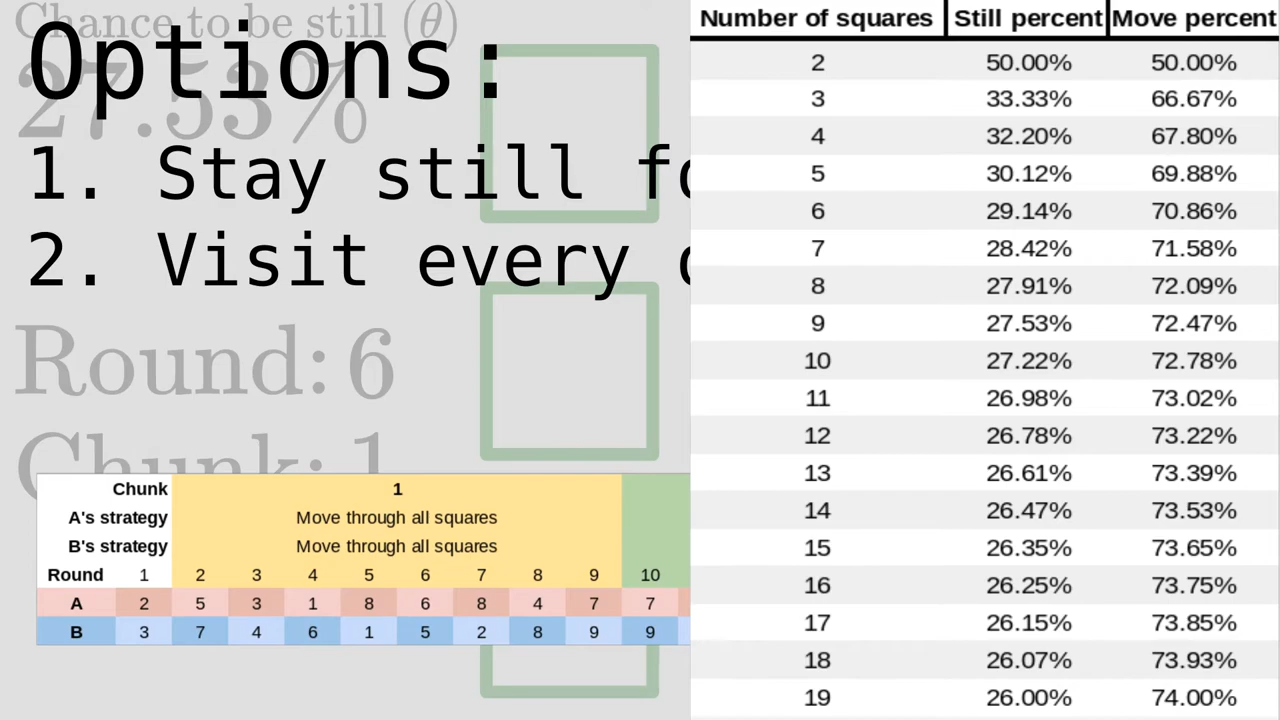 Chance to be still (θ)
27.53%
Options:
1. Stay still fo
2. Visit every
Round: 6
Chunk: 1
Chunk 1
A's strategy Move through all squares
B's strategy Move through all squares
Round 1 2 3 4 5 6 7 8 9 10
A 2 5 3 1 8 6 8 4 7 7
B 3 7 4 6 1 5 2 8 9 9
Number of squares Still percent Move percent
2 50.00% 50.00%
3 33.33% 66.67%
4 32.20% 67.80%
5 30.12% 69.88%
6 29.14% 70.86%
7 28.42% 71.58%
8 27.91% 72.09%
9 27.53% 72.47%
10 27.22% 72.78%
11 26.98% 73.02%
12 26.78% 73.22%
13 26.61% 73.39%
14 26.47% 73.53%
15 26.35% 73.65%
16 26.25% 73.75%
17 26.15% 73.85%
18 26.07% 73.93%
19 26.00% 74.00%